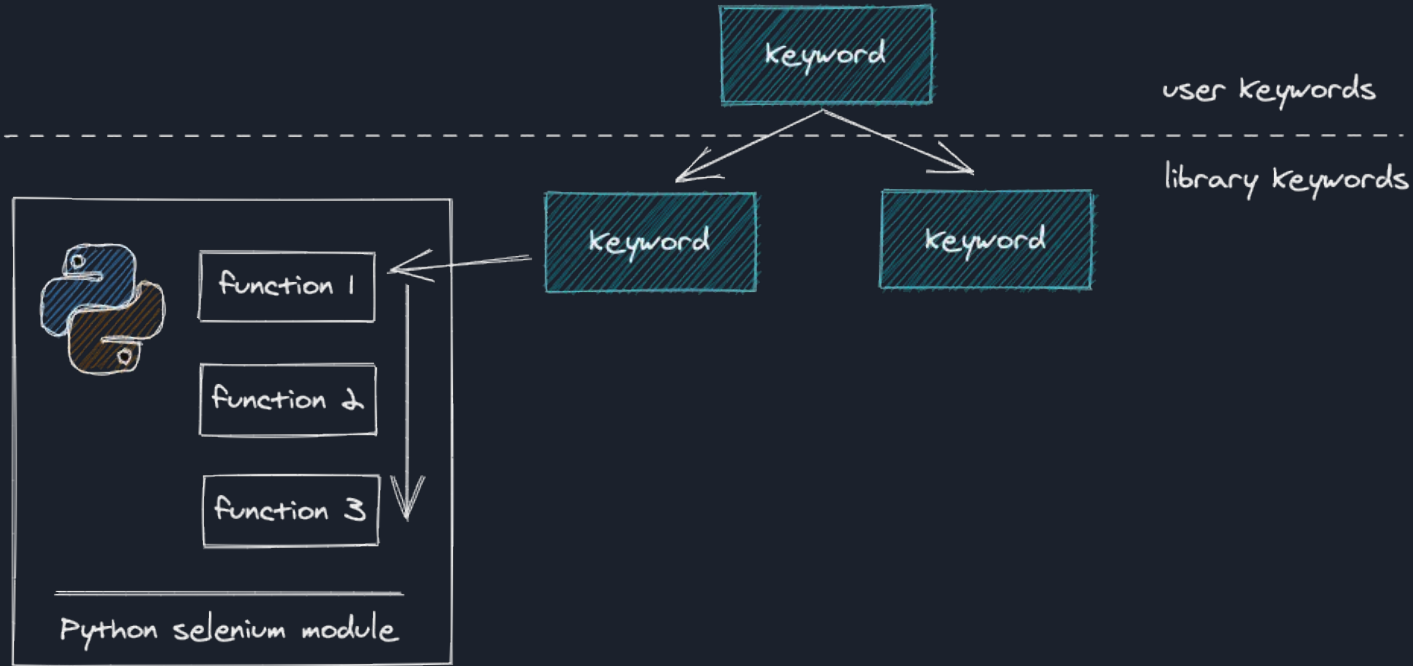 keyword
user keywords
library keywords
keyword
keyword
function 1
function 2
function 3
Python selenium module